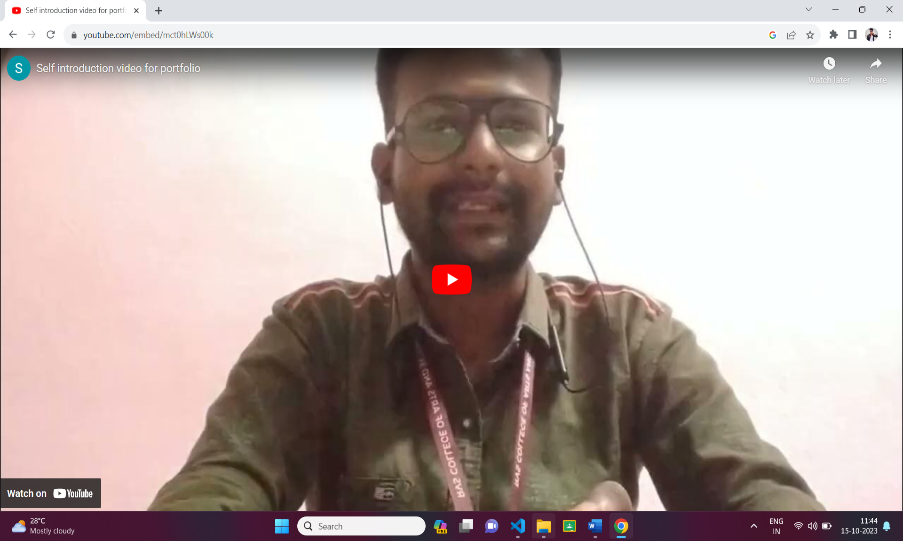 Self introduction video for portf
youtube.com/embed/mct0hLWs00k
S
Self introduction video for portfolio
Watch later
Share
Watch on YouTube
28°C
Mostly cloudy
Search
ENG
IN
11:44
15-10-2023